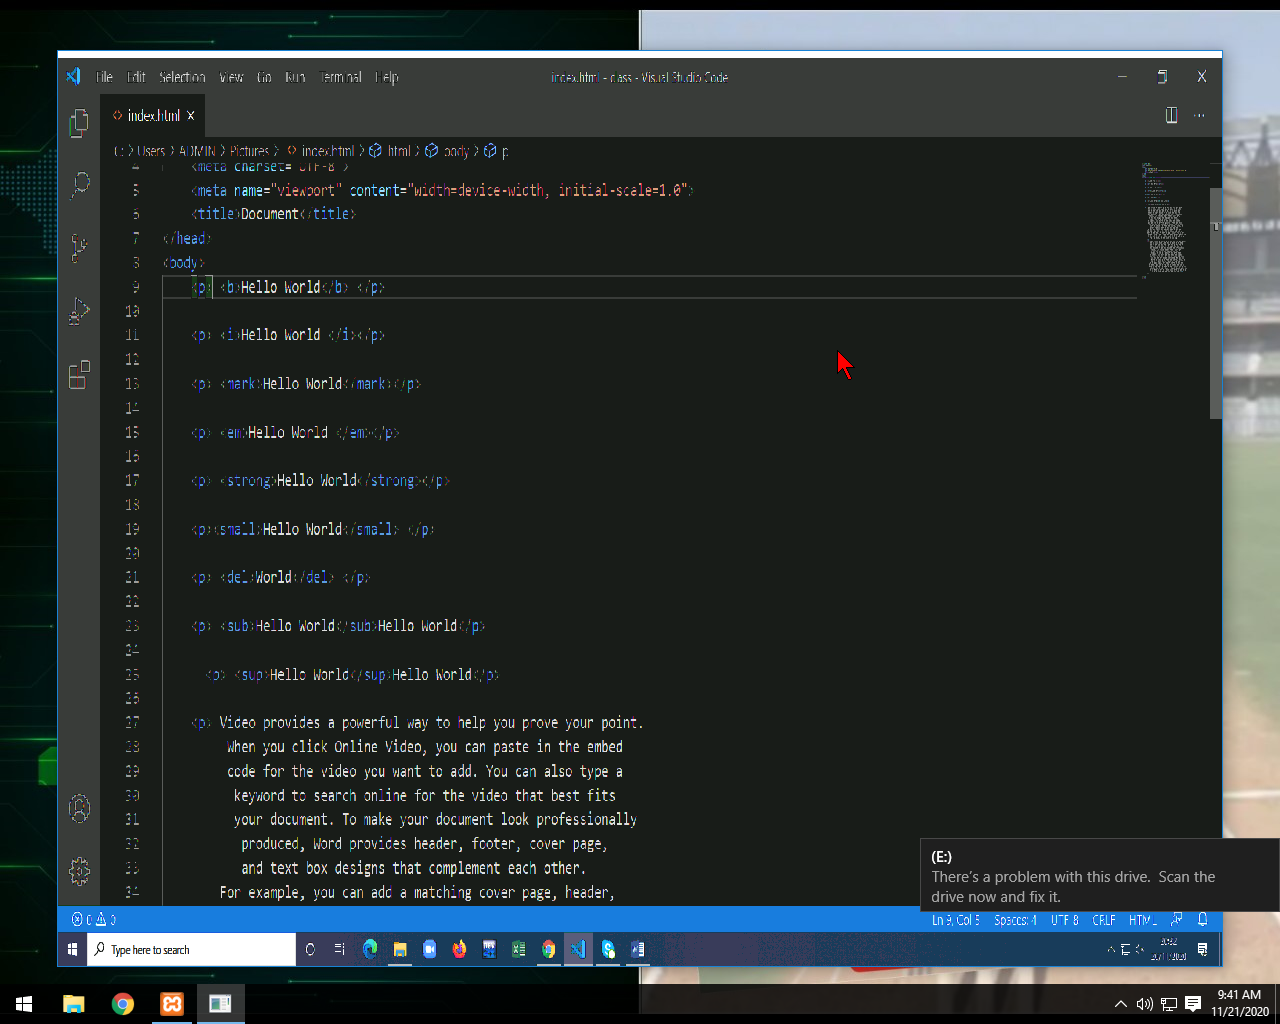 File Edit Selection View Go Run Terminal Help
index.html - class - Visual Studio Code
index.html
C: > Users > ADMIN > Pictures > index.html > html > body > p
4 <meta charset="UTF-8">
5 <meta name="viewport" content="width=device-width, initial-scale=1.0">
6 <title>Document</title>
7 </head>
8 <body>
9 <p> <b>Hello World</b> </p>
10
11 <p> <i>Hello World </i></p>
12
13 <p> <mark>Hello World</mark></p>
14
15 <p> <em>Hello World </em></p>
16
17 <p> <strong>Hello World</strong></p>
18
19 <p><small>Hello World</small> </p>
20
21 <p> <del>World</del> </p>
22
23 <p> <sub>Hello World</sub>Hello World</p>
24
25 <p> <sup>Hello World</sup>Hello World</p>
26
27 <p> Video provides a powerful way to help you prove your point.
28 When you click Online Video, you can paste in the embed
29 code for the video you want to add. You can also type a
30 keyword to search online for the video that best fits
31 your document. To make your document look professionally
32 produced, Word provides header, footer, cover page,
33 and text box designs that complement each other.
34 For example, you can add a matching cover page, header,
(E:)
There's a problem with this drive. Scan the
drive now and fix it.
0 0
Ln 9, Col 8 Spaces: 4 UTF-8 CRLF HTML
Type here to search
20/11/2020
9:41 AM
11/21/2020